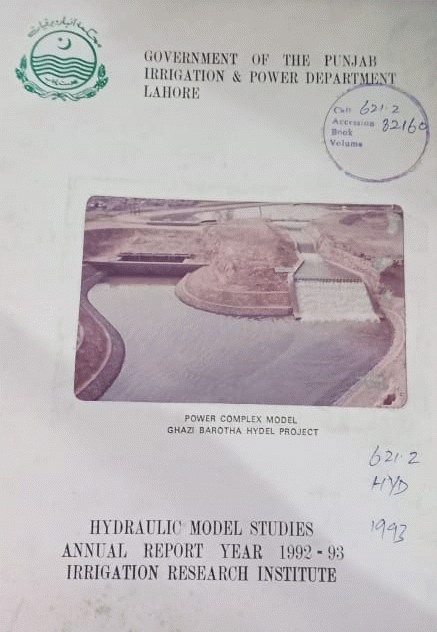 GOVERNMENT OF THE PUNJAB
IRRIGATION & POWER DEPARTMENT
LAHORE
Call 621.2
Accession 82160
Book
Volume
POWER COMPLEX MODEL
GHAZI BAROTHA HYDEL PROJECT
621.2
HYD
1993
HYDRAULIC MODEL STUDIES
ANNUAL REPORT YEAR 1992-93
IRRIGATION RESEARCH INSTITUTE